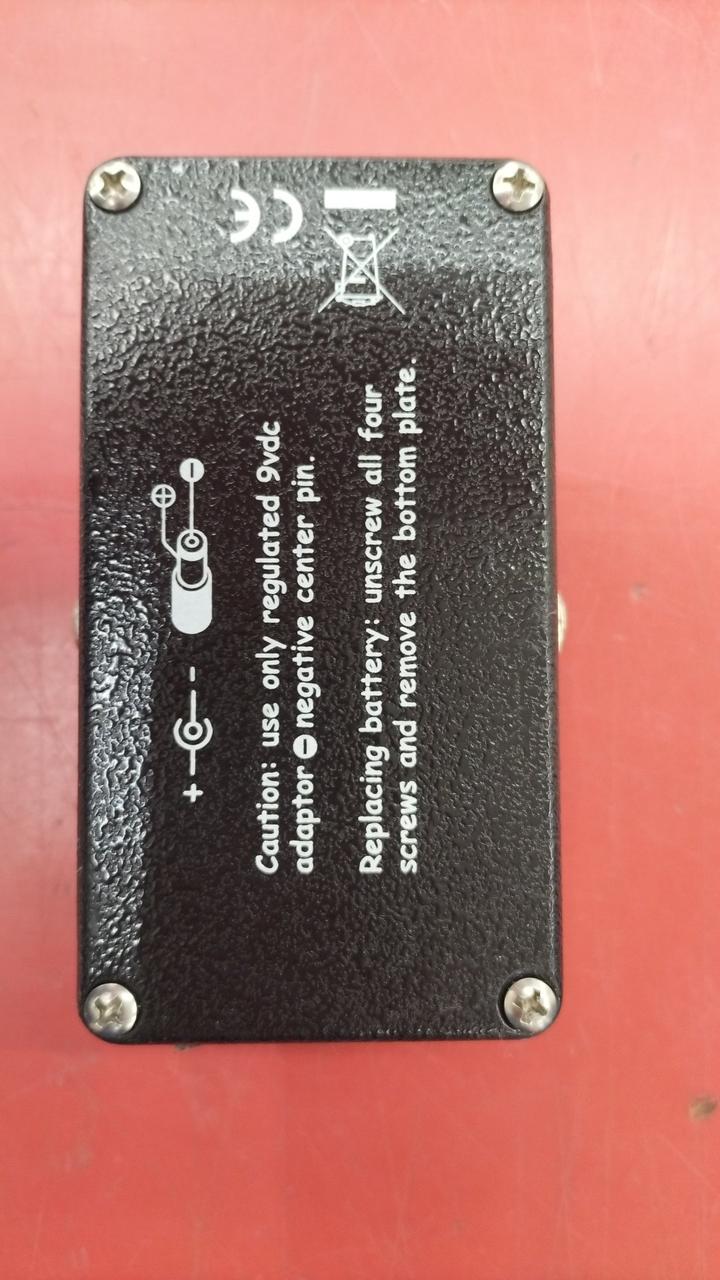 CE
+ -
⊕ ⊖
Caution: use only regulated 9vdc
adaptor ⊖ negative center pin.
Replacing battery: unscrew all four
screws and remove the bottom plate.